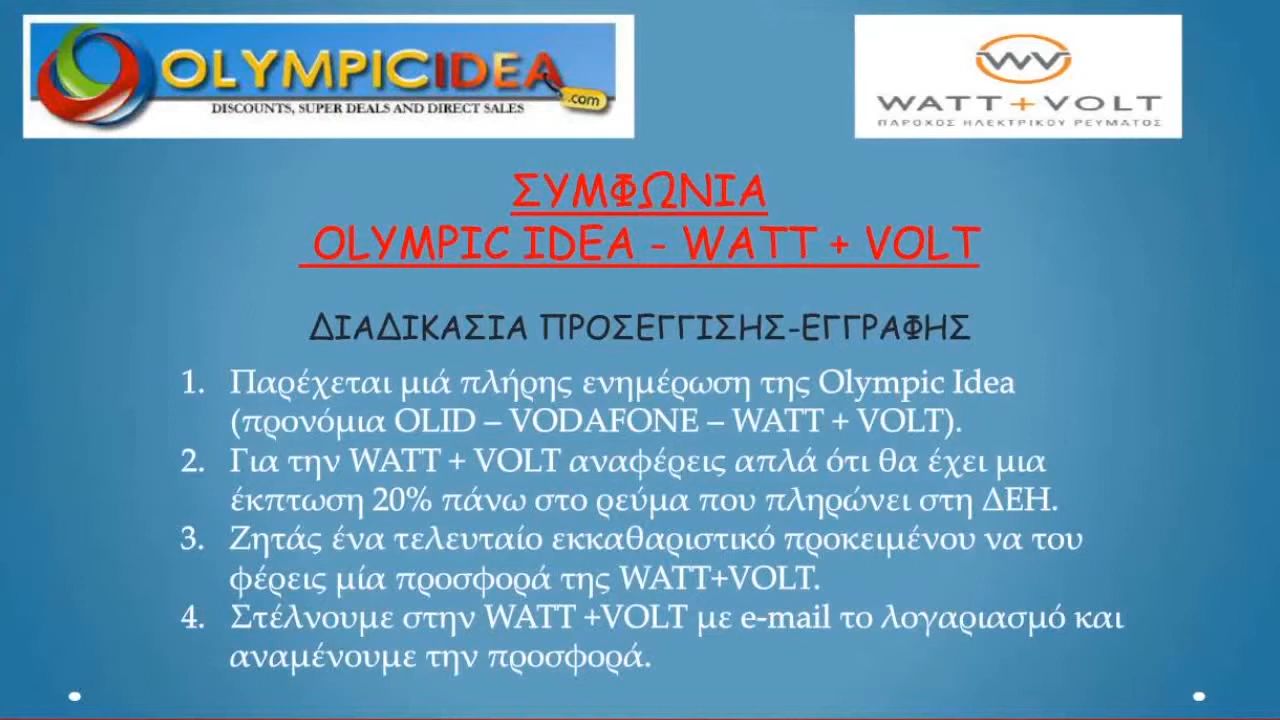 OLYMPICIDEA
.com
DISCOUNTS, SUPER DEALS AND DIRECT SALES
WV
WATT + VOLT
ΠΑΡΟΧΟΣ ΗΛΕΚΤΡΙΚΟΥ ΡΕΥΜΑΤΟΣ
ΣΥΜΦΩΝΙΑ
OLYMPIC IDEA - WATT + VOLT
ΔΙΑΔΙΚΑΣΙΑ ΠΡΟΣΕΓΓΙΣΗΣ-ΕΓΓΡΑΦΗΣ
1. Παρέχεται μιά πλήρης ενημέρωση της Olympic Idea
(προνόμια OLID – VODAFONE – WATT + VOLT).
2. Για την WATT + VOLT αναφέρεις απλά ότι θα έχει μια
έκπτωση 20% πάνω στο ρεύμα που πληρώνει στη ΔΕΗ.
3. Ζητάς ένα τελευταίο εκκαθαριστικό προκειμένου να του
φέρεις μία προσφορά της WATT+VOLT.
4. Στέλνουμε στην WATT +VOLT με e-mail το λογαριασμό και
αναμένουμε την προσφορά.